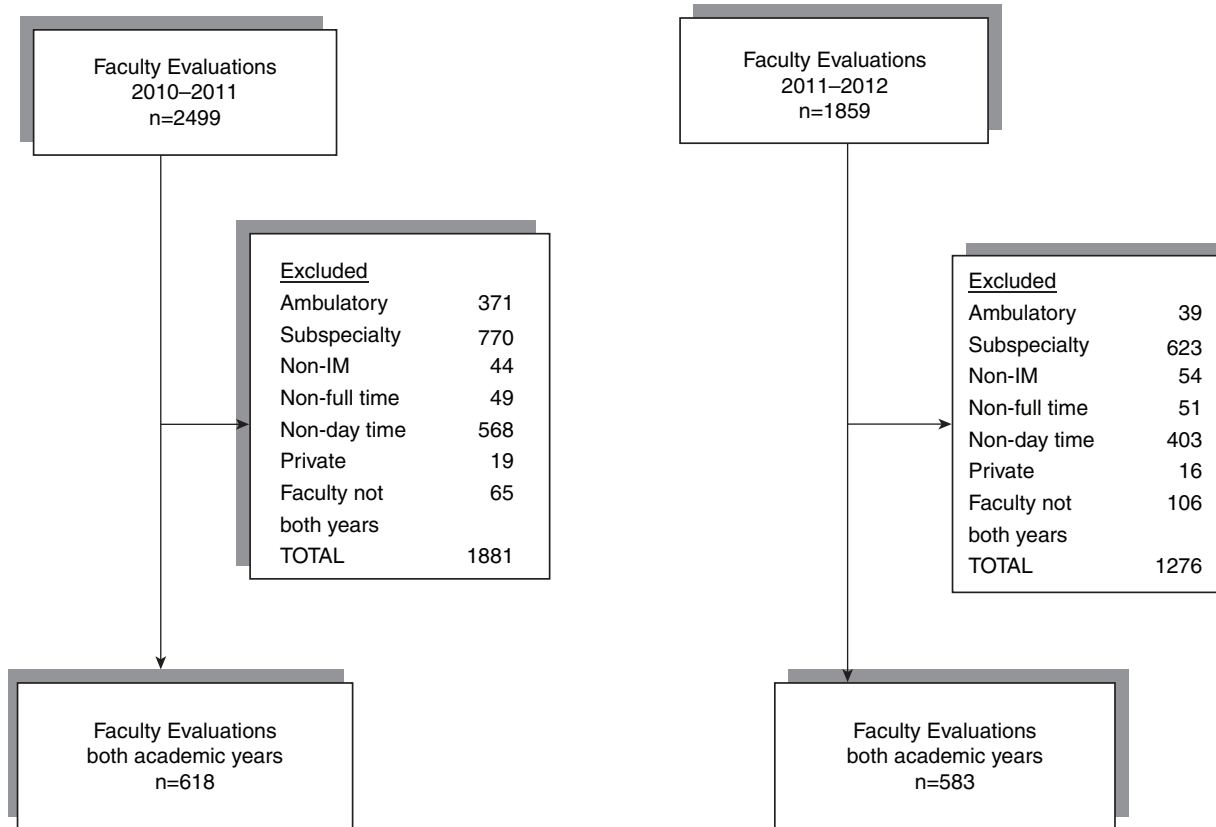 Faculty Evaluations
2010–2011
n=2499
Excluded
Ambulatory 371
Subspecialty 770
Non-IM 44
Non-full time 49
Non-day time 568
Private 19
Faculty not 65
both years
TOTAL 1881
Faculty Evaluations
both academic years
n=618
Faculty Evaluations
2011–2012
n=1859
Excluded
Ambulatory 39
Subspecialty 623
Non-IM 54
Non-full time 51
Non-day time 403
Private 16
Faculty not 106
both years
TOTAL 1276
Faculty Evaluations
both academic years
n=583